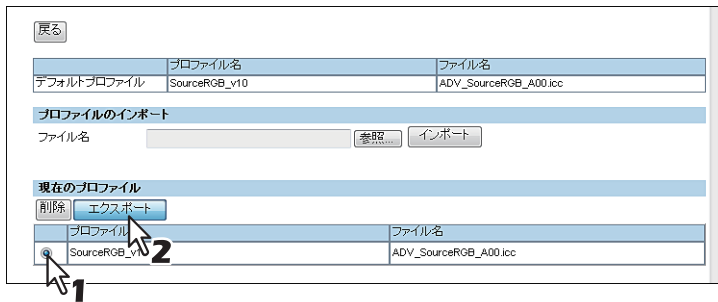 戻る
プロファイル名 ファイル名
デフォルトプロファイル SourceRGB_v10 ADV_SourceRGB_A00.icc
プロファイルのインポート
ファイル名 参照... インポート
現在のプロファイル
削除 エクスポート
プロファイル ファイル名
SourceRGB_v1 ADV_SourceRGB_A00.icc
2
1